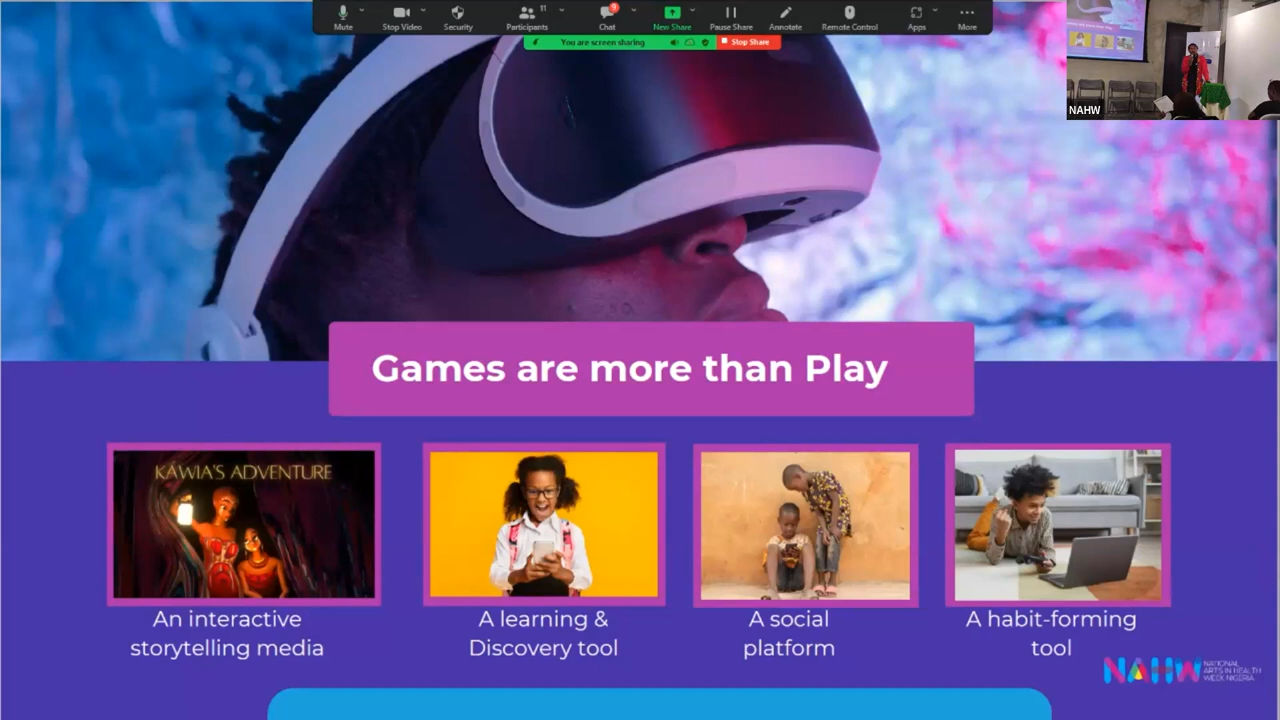 Mute
Stop Video
Security
Participants
11
Chat
9
New Share
Pause Share
Annotate
Remote Control
Apps
More
You are screen sharing
Stop Share
NAHW
Games are more than Play
KAWIA'S ADVENTURE
An interactive
storytelling media
A learning &
Discovery tool
A social
platform
A habit-forming
tool
NAHW
NATIONAL
ARTS IN HEALTH
WEEK NIGERIA